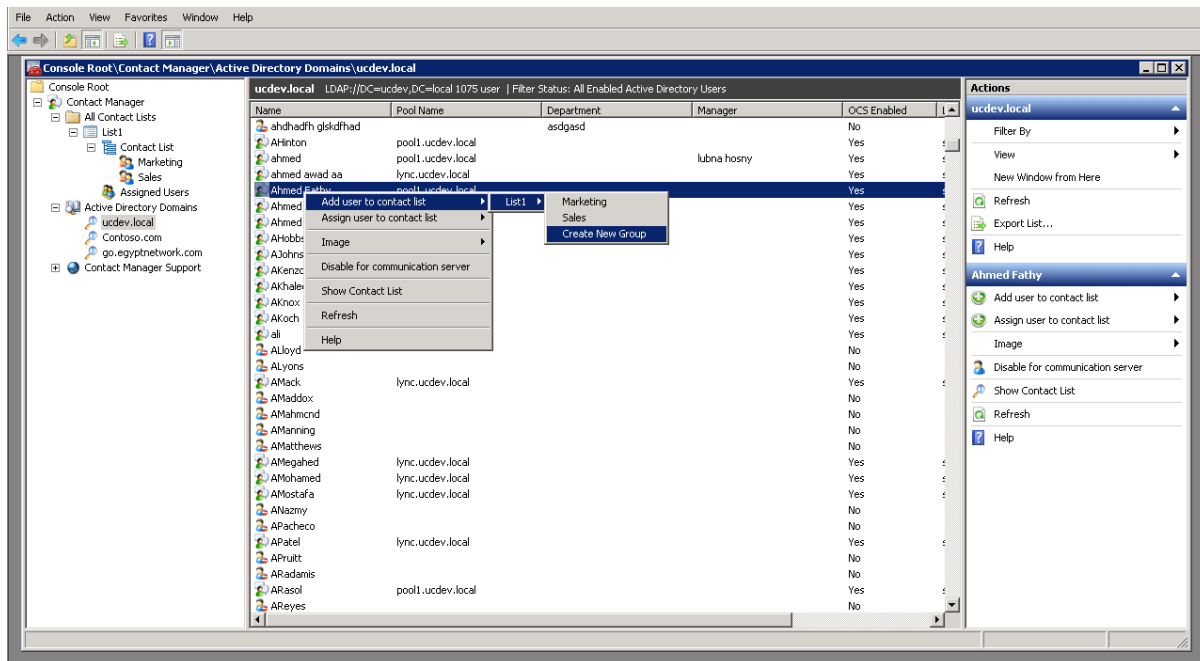 File Action View Favorites Window Help
Console Root\Contact Manager\Active Directory Domains\ucdev.local
Console Root
Contact Manager
All Contact Lists
List1
Contact List
Marketing
Sales
Assigned Users
Active Directory Domains
ucdev.local
Contoso.com
go.egyptnetwork.com
Contact Manager Support
ucdev.local LDAP://DC=ucdev,DC=local 1075 user | Filter Status: All Enabled Active Directory Users
Name Pool Name Department Manager OCS Enabled
ahdhadfh glskdfhad asdgasd No
AHinton pool1.ucdev.local Yes
ahmed pool1.ucdev.local lubna hosny Yes
ahmed awad aa lync.ucdev.local Yes
Ahmed Fathy pool1.ucdev.local Yes
Ahmed Yes
Ahmed Yes
AHobbs Yes
AJohns Yes
AKenzo Yes
AKhale Yes
AKnox Yes
AKoch Yes
ali Yes
ALloyd No
ALyons No
AMack lync.ucdev.local Yes
AMaddox No
AMahmcnd No
AManning No
AMatthews No
AMegahed lync.ucdev.local Yes
AMohamed lync.ucdev.local Yes
AMostafa lync.ucdev.local Yes
ANazmy No
APacheco No
APatel lync.ucdev.local Yes
APruitt No
ARadamis No
ARasol pool1.ucdev.local Yes
AReyes No
Add user to contact list
Assign user to contact list
Image
Disable for communication server
Show Contact List
Refresh
Help
List1
Marketing
Sales
Create New Group
Actions
ucdev.local
Filter By
View
New Window from Here
Refresh
Export List...
Help
Ahmed Fathy
Add user to contact list
Assign user to contact list
Image
Disable for communication server
Show Contact List
Refresh
Help